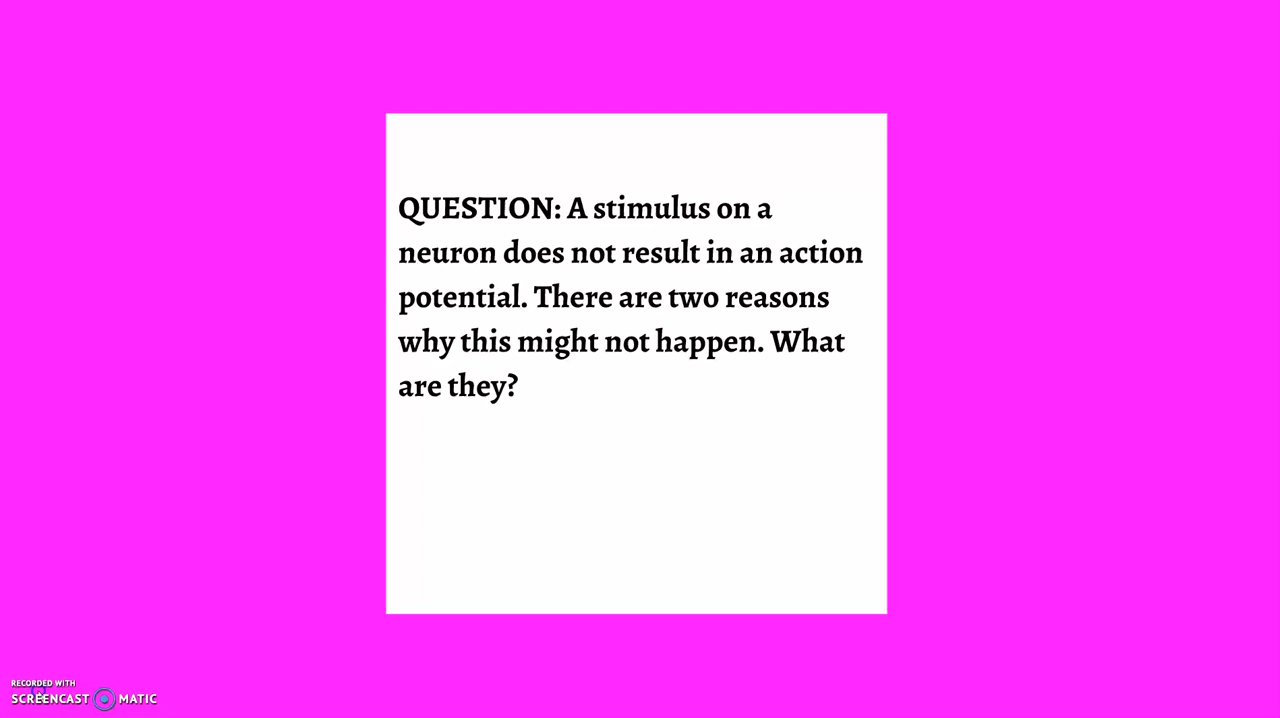 QUESTION: A stimulus on a
neuron does not result in an action
potential. There are two reasons
why this might not happen. What
are they?
RECORDED WITH
SCREENCAST MATIC